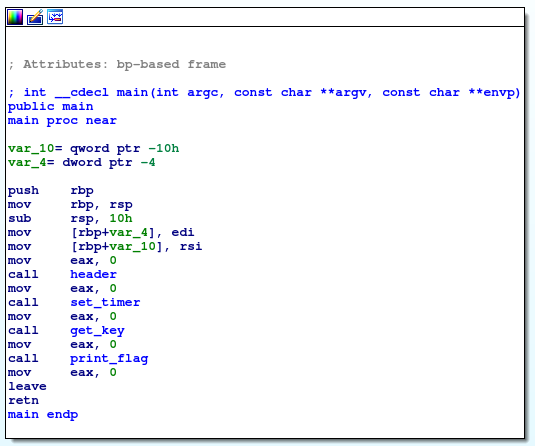 ; Attributes: bp-based frame
; int __cdecl main(int argc, const char **argv, const char **envp)
public main
main proc near
var_10= qword ptr -10h
var_4= dword ptr -4
push    rbp
mov     rbp, rsp
sub     rsp, 10h
mov     [rbp+var_4], edi
mov     [rbp+var_10], rsi
mov     eax, 0
call    header
mov     eax, 0
call    set_timer
mov     eax, 0
call    get_key
mov     eax, 0
call    print_flag
mov     eax, 0
leave
retn
main endp